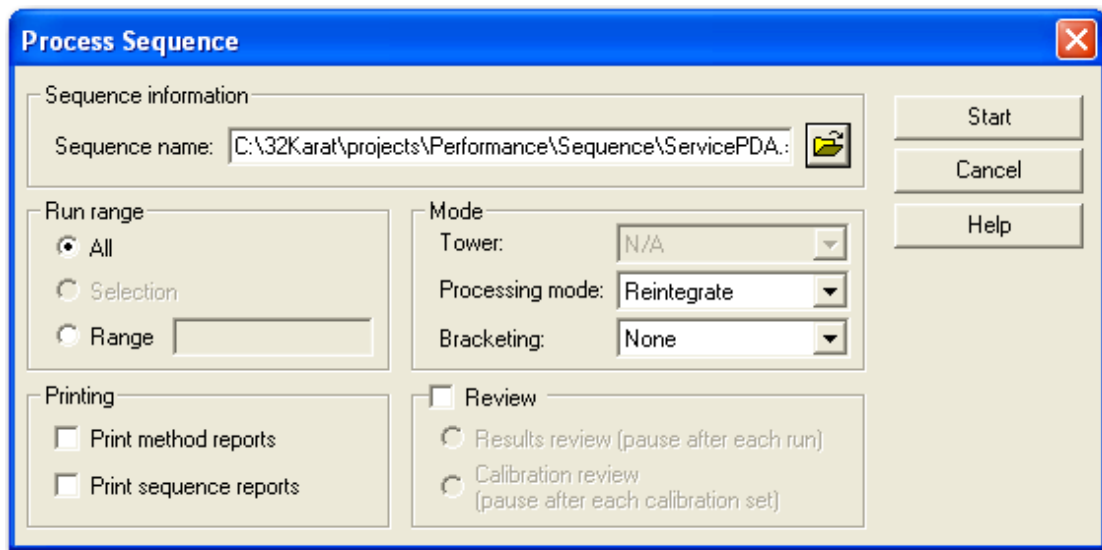 Process Sequence
Sequence information
Sequence name: C:\32Karat\projects\Performance\Sequence\ServicePDA.:
Start
Cancel
Help
Run range
All
Selection
Range
Mode
Tower: N/A
Processing mode: Reintegrate
Bracketing: None
Printing
Print method reports
Print sequence reports
Review
Results review (pause after each run)
Calibration review
(pause after each calibration set)